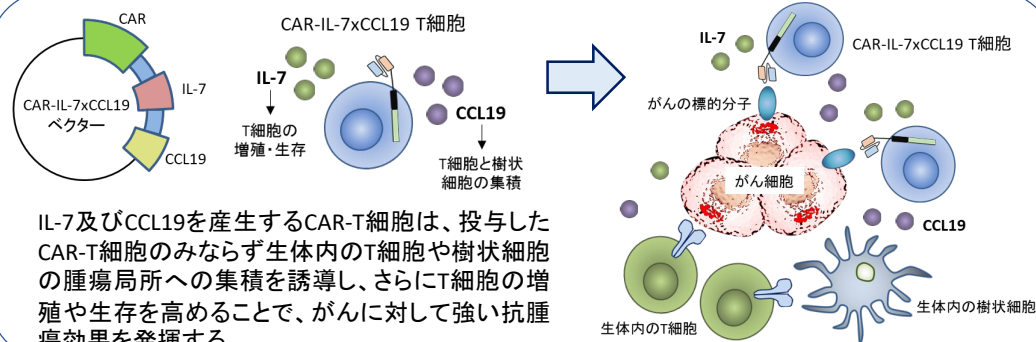 CAR
CAR-IL-7xCCL19
ベクター
IL-7
CCL19
CAR-IL-7xCCL19 T細胞
IL-7
T細胞の
増殖・生存
CCL19
T細胞と樹状
細胞の集積
IL-7及びCCL19を産生するCAR-T細胞は、投与した
CAR-T細胞のみならず生体内のT細胞や樹状細胞
の腫瘍局所への集積を誘導し、さらにT細胞の増
殖や生存を高めることで、がんに対して強い抗腫
瘍効果を発揮する
IL-7
CAR-IL-7xCCL19 T細胞
がんの標的分子
がん細胞
CCL19
生体内のT細胞
生体内の樹状細胞